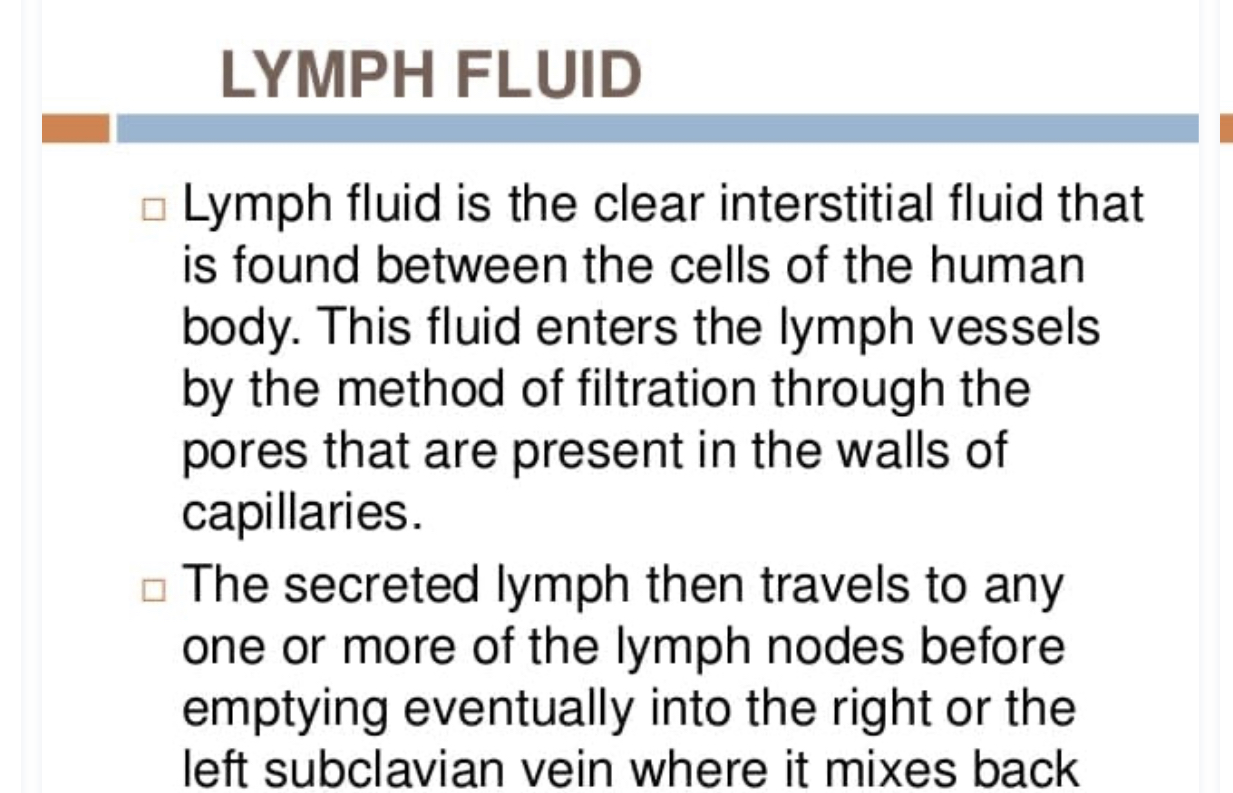 LYMPH FLUID
Lymph fluid is the clear interstitial fluid that
is found between the cells of the human
body. This fluid enters the lymph vessels
by the method of filtration through the
pores that are present in the walls of
capillaries.
The secreted lymph then travels to any
one or more of the lymph nodes before
emptying eventually into the right or the
left subclavian vein where it mixes back